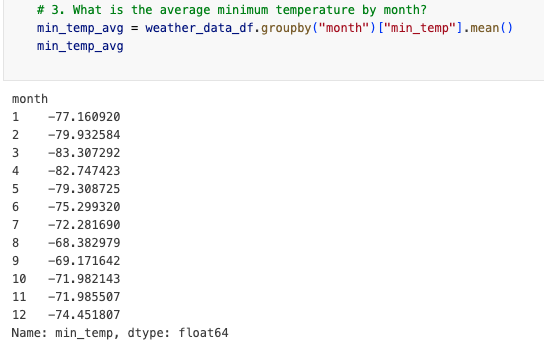 # 3. What is the average minimum temperature by month?
min_temp_avg = weather_data_df.groupby("month")["min_temp"].mean()
min_temp_avg
month
1 -77.160920
2 -79.932584
3 -83.307292
4 -82.747423
5 -79.308725
6 -75.299320
7 -72.281690
8 -68.382979
9 -69.171642
10 -71.982143
11 -71.985507
12 -74.451807
Name: min_temp, dtype: float64